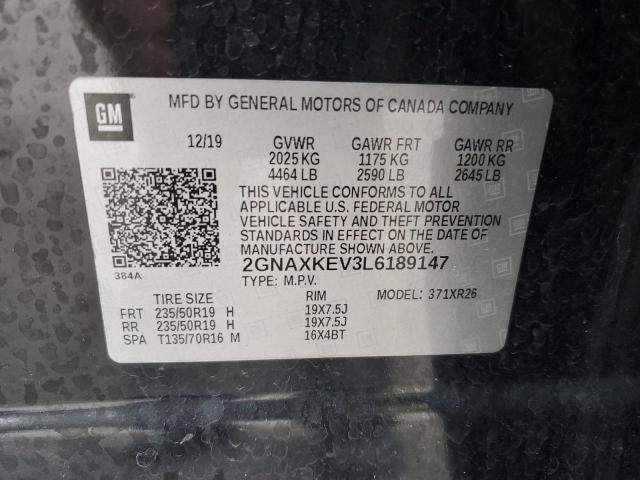 GM
MFD BY GENERAL MOTORS OF CANADA COMPANY
12/19 GVWR GAWR FRT GAWR RR
2025 KG 1175 KG 1200 KG
4464 LB 2590 LB 2645 LB
THIS VEHICLE CONFORMS TO ALL
APPLICABLE U.S. FEDERAL MOTOR
VEHICLE SAFETY AND THEFT PREVENTION
STANDARDS IN EFFECT ON THE DATE OF
MANUFACTURE SHOWN ABOVE.
384A
2GNAXKEV3L6189147
TYPE: M.P.V.
TIRE SIZE RIM MODEL: 371XR26
FRT 235/50R19 H 19X7.5J
RR 235/50R19 H 19X7.5J
SPA T135/70R16 M 16X4BT